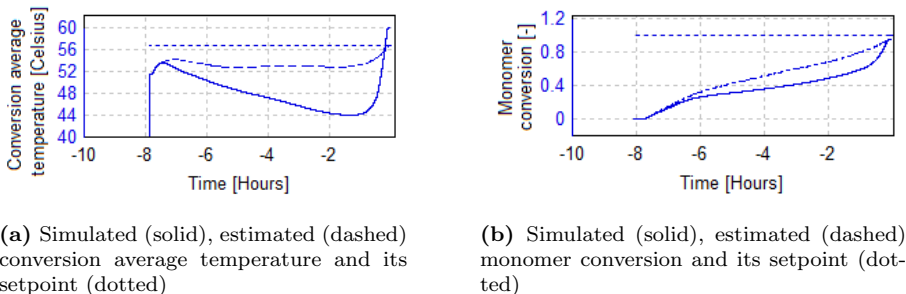 Conversion average
temperature [Celsius]
60
56
52
48
44
40
-10
-8
-6
-4
-2
Time [Hours]
Monomer
conversion [-]
1.2
0.8
0.4
0
-10
-8
-6
-4
-2
Time [Hours]
(a) Simulated (solid), estimated (dashed)
conversion average temperature and its
setpoint (dotted)
(b) Simulated (solid), estimated (dashed)
monomer conversion and its setpoint (dot-
ted)